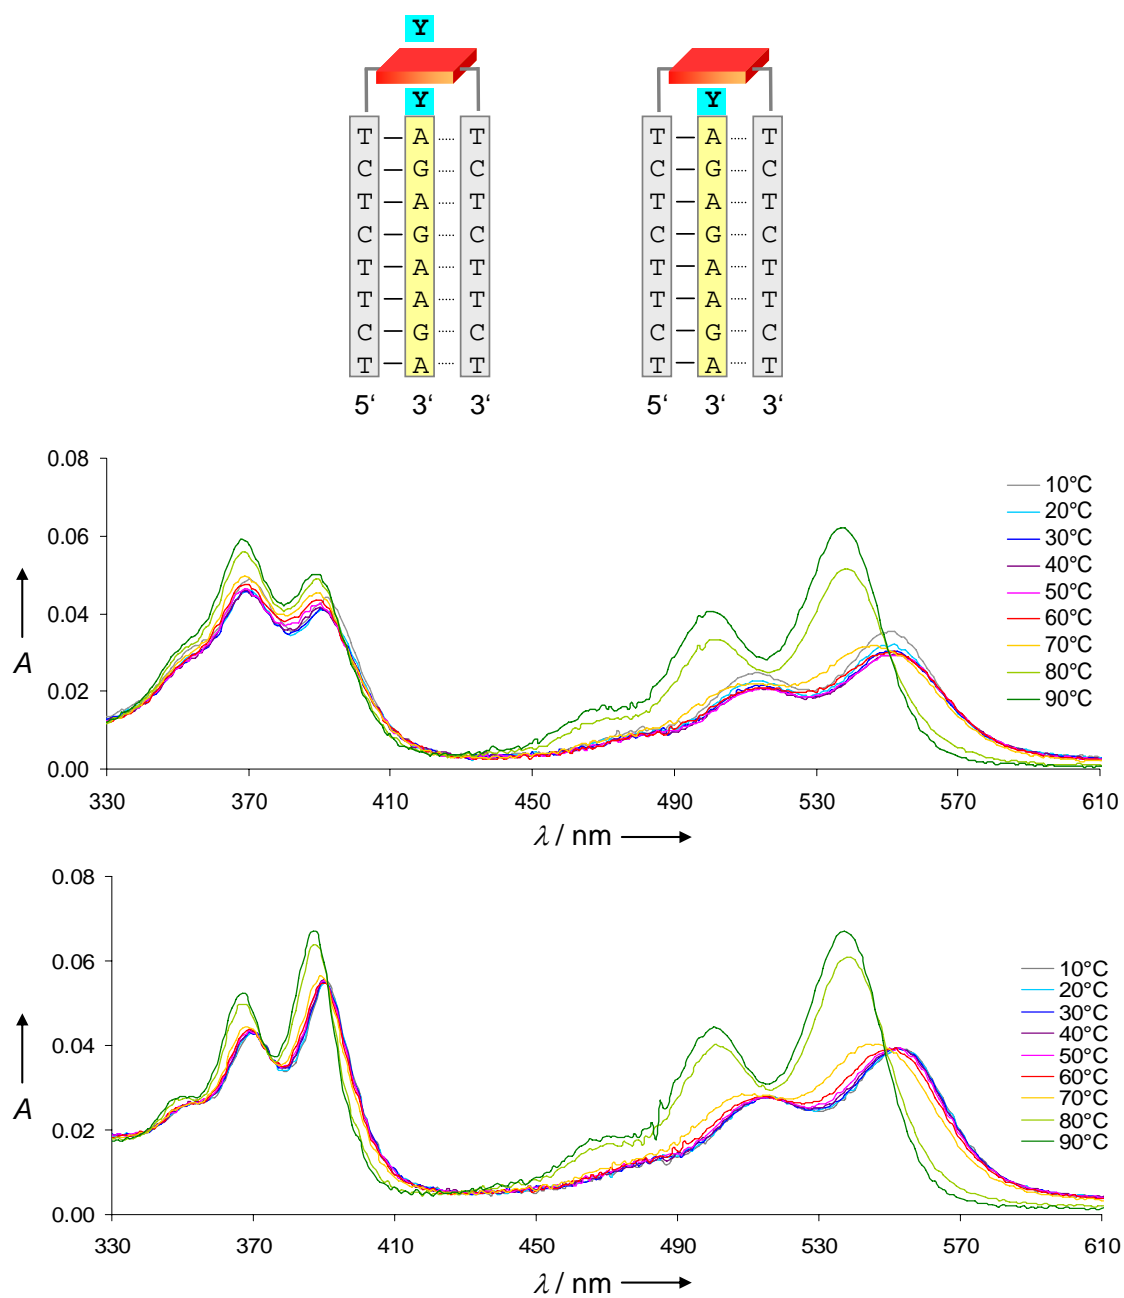 Y
Y Y
T A T T A T
C G C C G C
T A T T A T
C G C C G C
T A T T A T
T A T T A T
C G C C G C
T A T T A T
5‘ 3‘ 3‘ 5‘ 3‘ 3‘
0.08
0.06
0.04
0.02
0.00
A
10°C
20°C
30°C
40°C
50°C
60°C
70°C
80°C
90°C
330 370 410 450 490 530 570 610
λ / nm
0.08
0.06
0.04
0.02
0.00
A
10°C
20°C
30°C
40°C
50°C
60°C
70°C
80°C
90°C
330 370 410 450 490 530 570 610
λ / nm